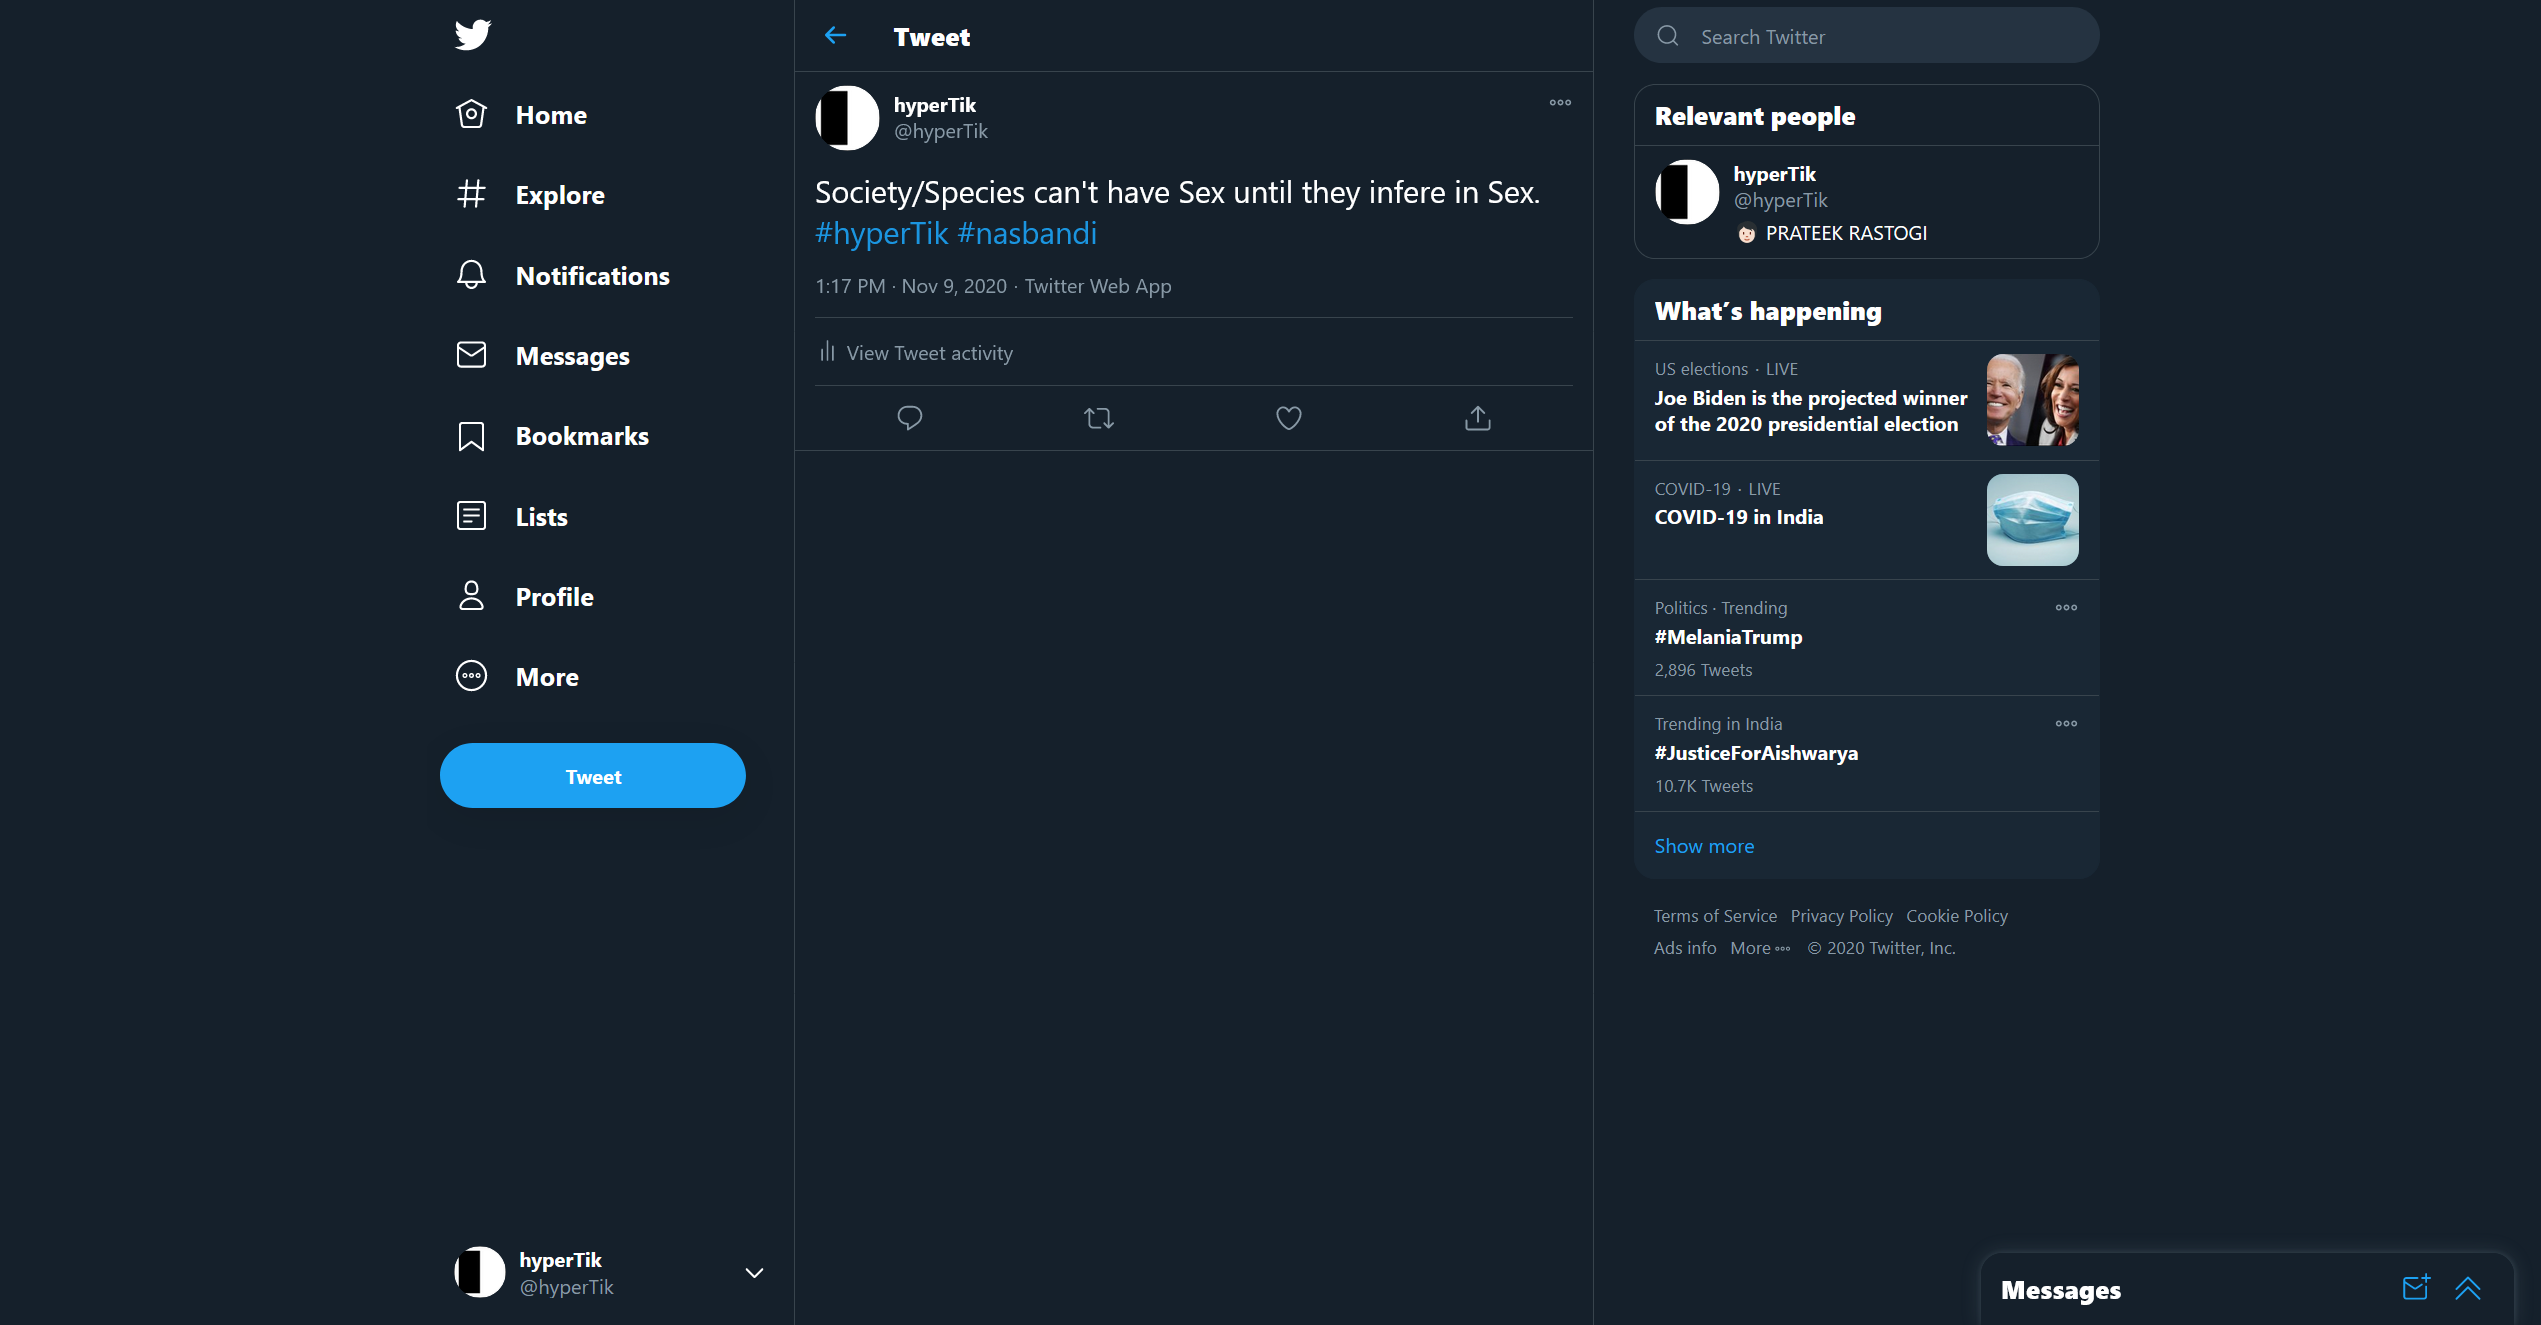 Home
Explore
Notifications
Messages
Bookmarks
Lists
Profile
More
Tweet
hyperTik
@hyperTik
Tweet
hyperTik
@hyperTik
Society/Species can't have Sex until they infere in Sex.
#hyperTik #nasbandi
1:17 PM · Nov 9, 2020 · Twitter Web App
View Tweet activity
Search Twitter
Relevant people
hyperTik
@hyperTik
PRATEEK RASTOGI
What's happening
US elections · LIVE
Joe Biden is the projected winner
of the 2020 presidential election
COVID-19 · LIVE
COVID-19 in India
Politics · Trending
#MelaniaTrump
2,896 Tweets
Trending in India
#JusticeForAishwarya
10.7K Tweets
Show more
Terms of Service Privacy Policy Cookie Policy
Ads info More © 2020 Twitter, Inc.
Messages